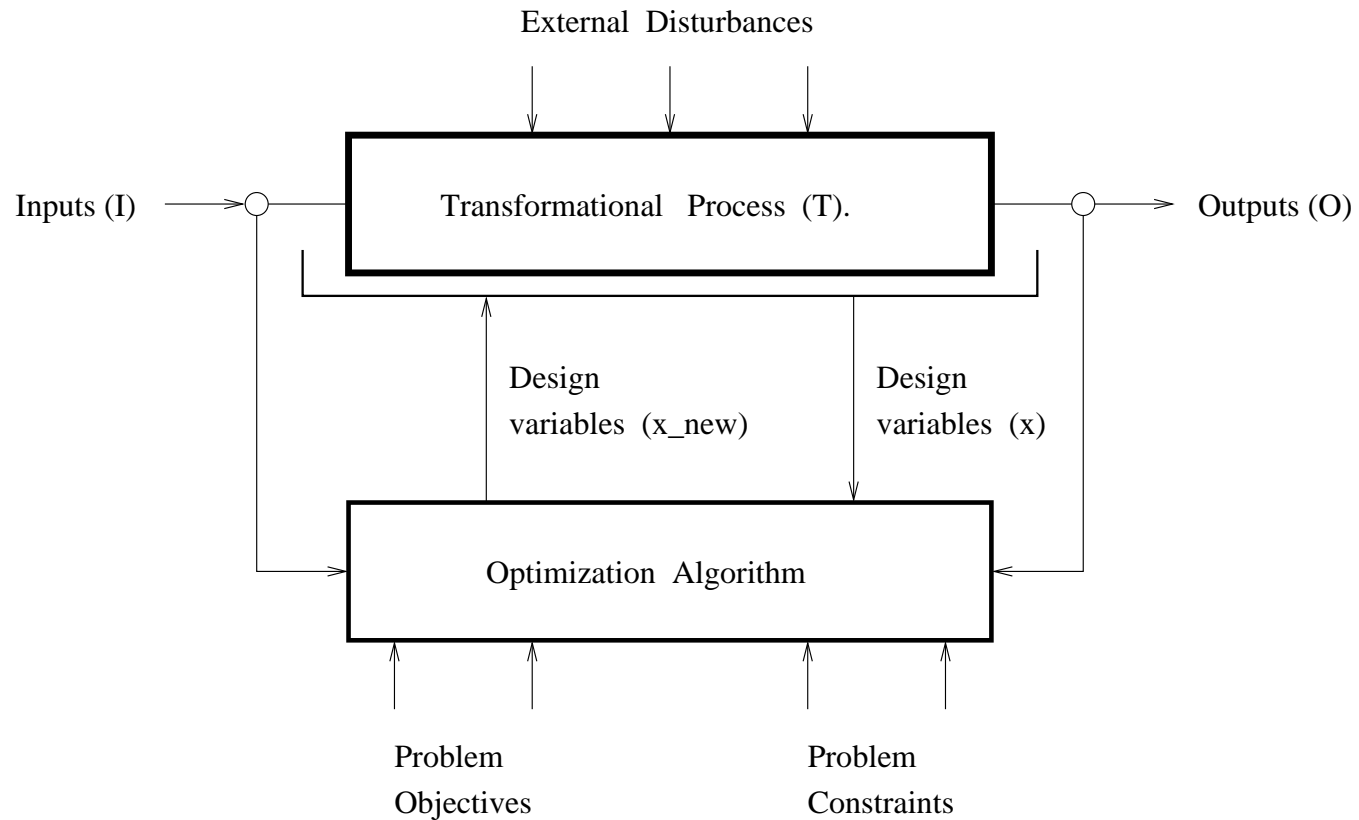 External Disturbances
Inputs (I)
Transformational Process (T).
Outputs (O)
Design
variables (x_new)
Design
variables (x)
Optimization Algorithm
Problem
Objectives
Problem
Constraints